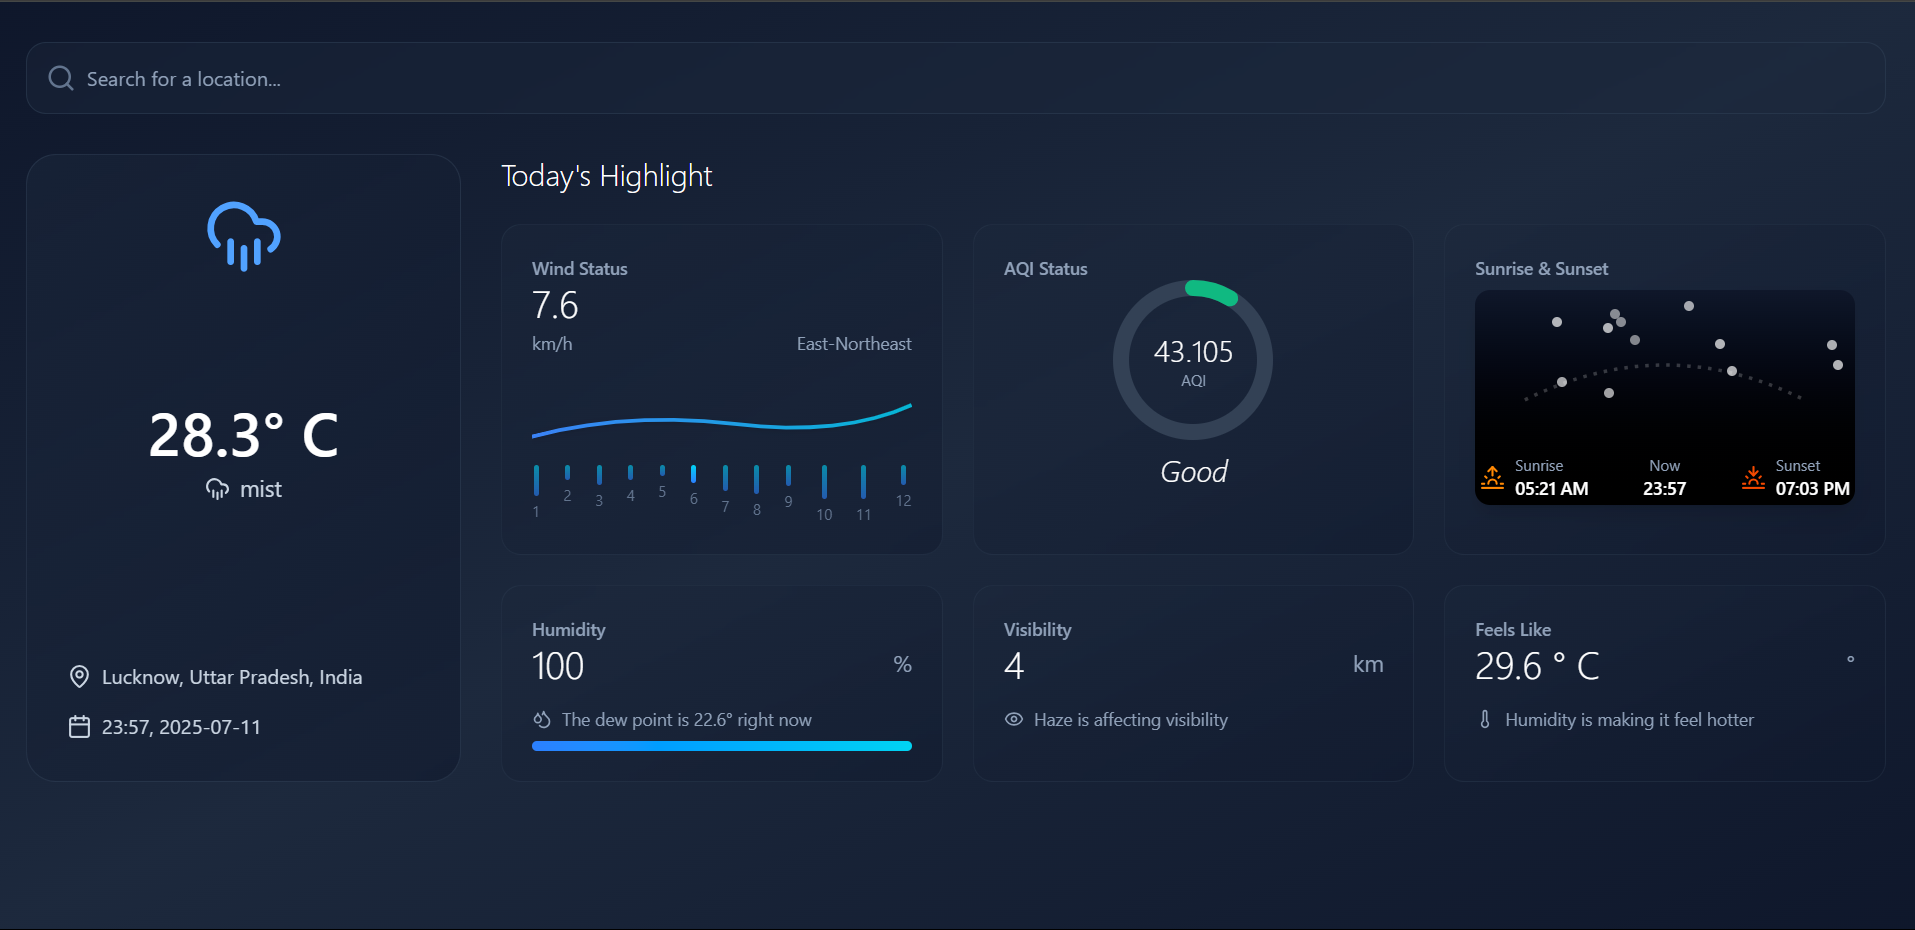 Search for a location...
28.3° C
mist
Lucknow, Uttar Pradesh, India
23:57, 2025-07-11
Today's Highlight
Wind Status
7.6
km/h
East-Northeast
1 2 3 4 5 6 7 8 9 10 11 12
AQI Status
43.105
AQI
Good
Sunrise & Sunset
Sunrise
05:21 AM
Now
23:57
Sunset
07:03 PM
Humidity
100 %
The dew point is 22.6° right now
Visibility
4 km
Haze is affecting visibility
Feels Like
29.6 ° C °
Humidity is making it feel hotter